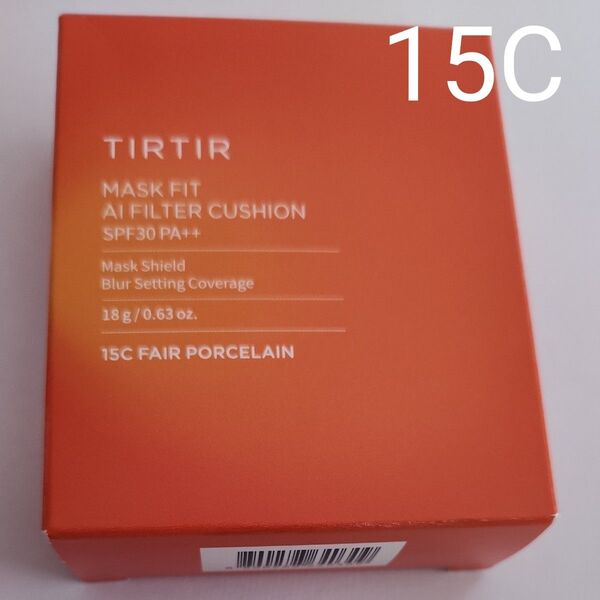 15C
TIRTIR
MASK FIT
AI FILTER CUSHION
SPF30 PA++
Mask Shield
Blur Setting Coverage
18 g / 0.63 oz.
15C FAIR PORCELAIN